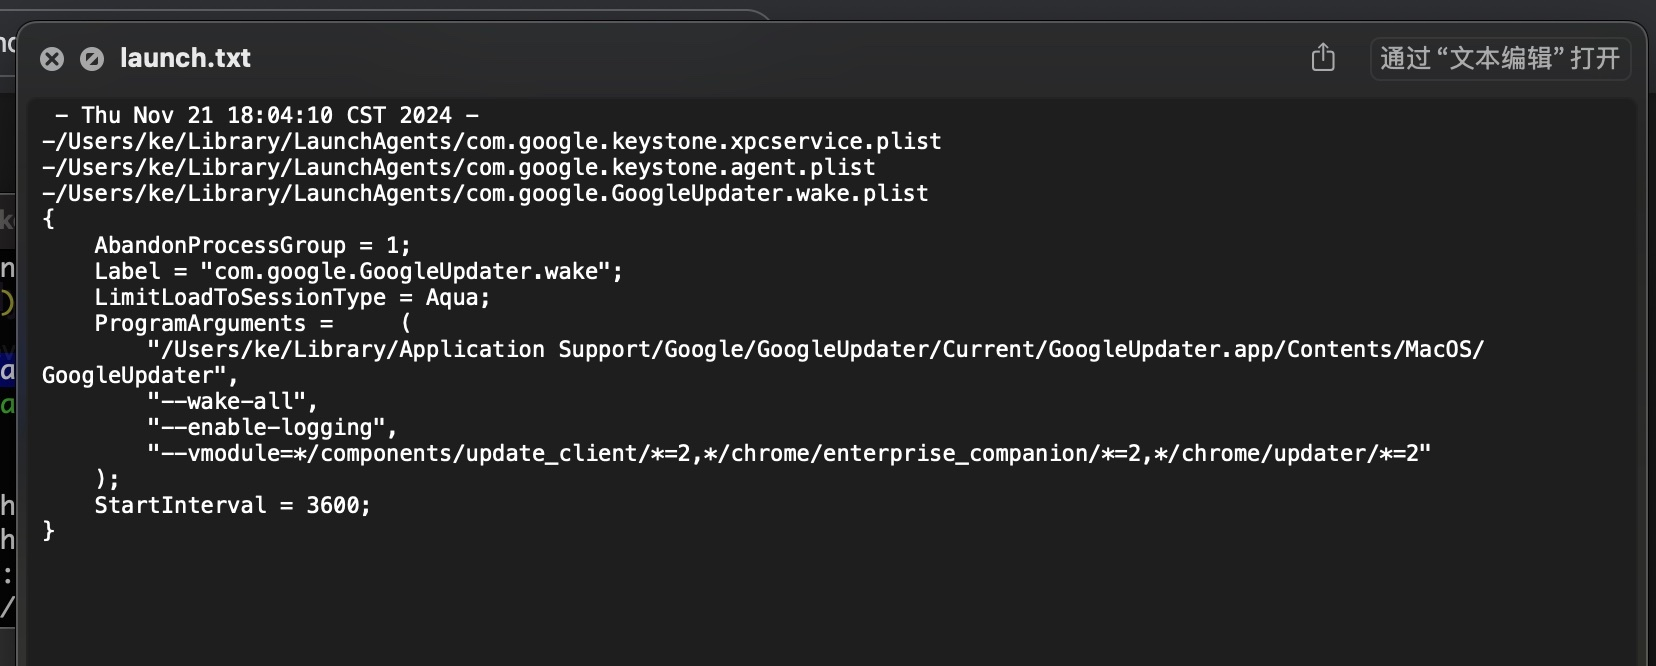 launch.txt
通过“文本编辑”打开
- Thu Nov 21 18:04:10 CST 2024 -
-/Users/ke/Library/LaunchAgents/com.google.keystone.xpcservice.plist
-/Users/ke/Library/LaunchAgents/com.google.keystone.agent.plist
-/Users/ke/Library/LaunchAgents/com.google.GoogleUpdater.wake.plist
{
    AbandonProcessGroup = 1;
    Label = "com.google.GoogleUpdater.wake";
    LimitLoadToSessionType = Aqua;
    ProgramArguments =     (
        "/Users/ke/Library/Application Support/Google/GoogleUpdater/Current/GoogleUpdater.app/Contents/MacOS/
GoogleUpdater",
        "--wake-all",
        "--enable-logging",
        "--vmodule=*/components/update_client/*=2,*/chrome/enterprise_companion/*=2,*/chrome/updater/*=2"
    );
    StartInterval = 3600;
}